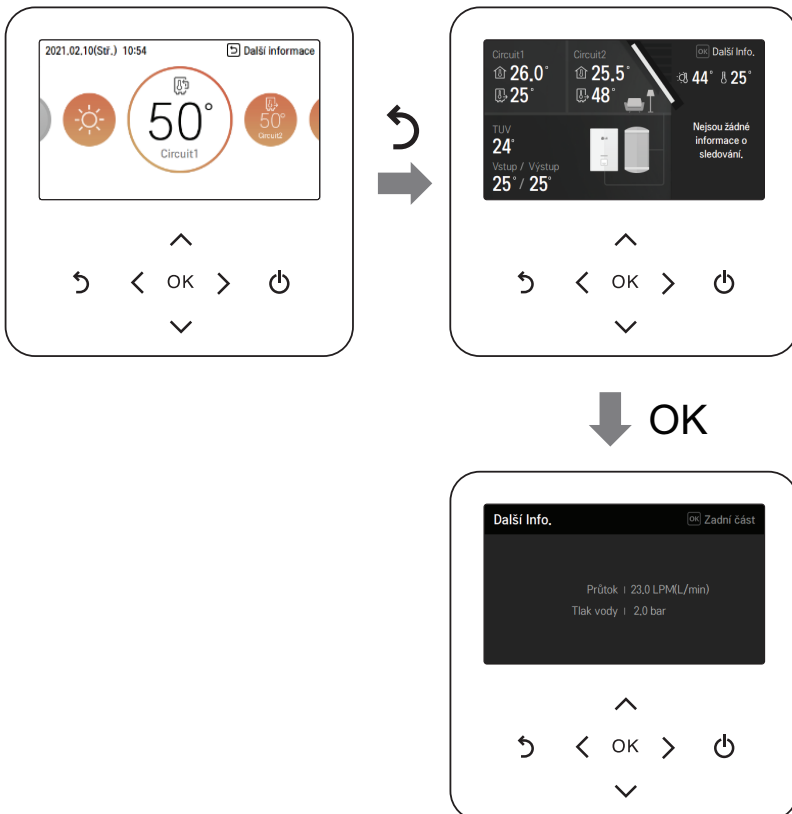 2021.02.10(Stř.) 10:54 Další informace
50°
Circuit1
50°
Circuit2
OK
Circuit1
26.0°
25°
Circuit2
25.5°
48°
OK Další Info.
44° 25°
TUV
24°
Vstup / Výstup
25° / 25°
Nejsou žádné
informace o
sledování.
OK
OK
Další Info.
OK Zadní část
Průtok | 23.0 LPM(L/min)
Tlak vody | 2.0 bar
OK